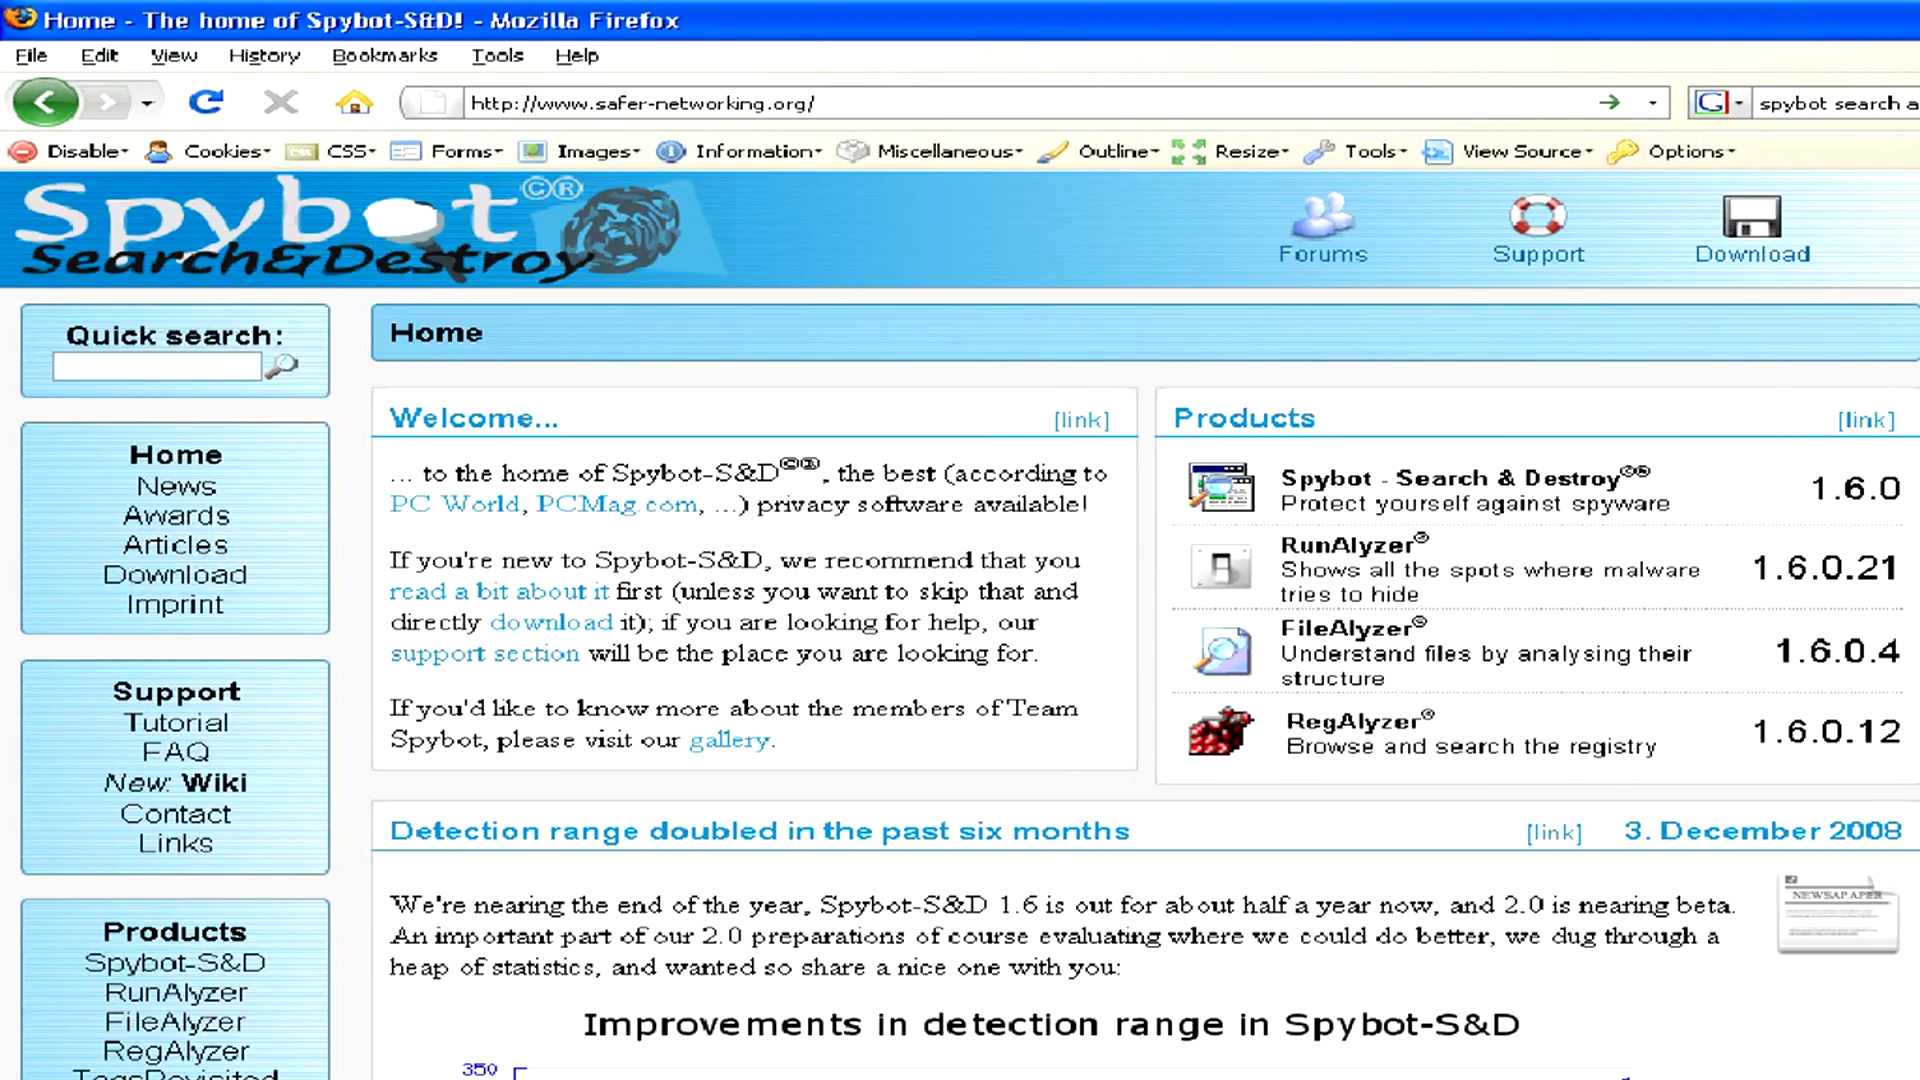 Home - The home of Spybot-S&D! - Mozilla Firefox
File Edit View History Bookmarks Tools Help
http://www.safer-networking.org/
spybot search a
Disable Cookies CSS Forms Images Information Miscellaneous Outline Resize Tools View Source Options
Spybot©®
Search&Destroy
Forums Support Download
Quick search:
Home
News
Awards
Articles
Download
Imprint
Support
Tutorial
FAQ
New: Wiki
Contact
Links
Products
Spybot-S&D
RunAlyzer
FileAlyzer
RegAlyzer
Home
Welcome... [link]
... to the home of Spybot-S&D©®, the best (according to
PC World, PCMag.com, ...) privacy software available!
If you're new to Spybot-S&D, we recommend that you
read a bit about it first (unless you want to skip that and
directly download it); if you are looking for help, our
support section will be the place you are looking for.
If you'd like to know more about the members of Team
Spybot, please visit our gallery.
Products [link]
Spybot - Search & Destroy©® 1.6.0
Protect yourself against spyware
RunAlyzer® 1.6.0.21
Shows all the spots where malware
tries to hide
FileAlyzer® 1.6.0.4
Understand files by analysing their
structure
RegAlyzer® 1.6.0.12
Browse and search the registry
Detection range doubled in the past six months [link] 3. December 2008
We're nearing the end of the year, Spybot-S&D 1.6 is out for about half a year now, and 2.0 is nearing beta.
An important part of our 2.0 preparations of course evaluating where we could do better, we dug through a
heap of statistics, and wanted so share a nice one with you:
NEWSAPAPER
Improvements in detection range in Spybot-S&D
350